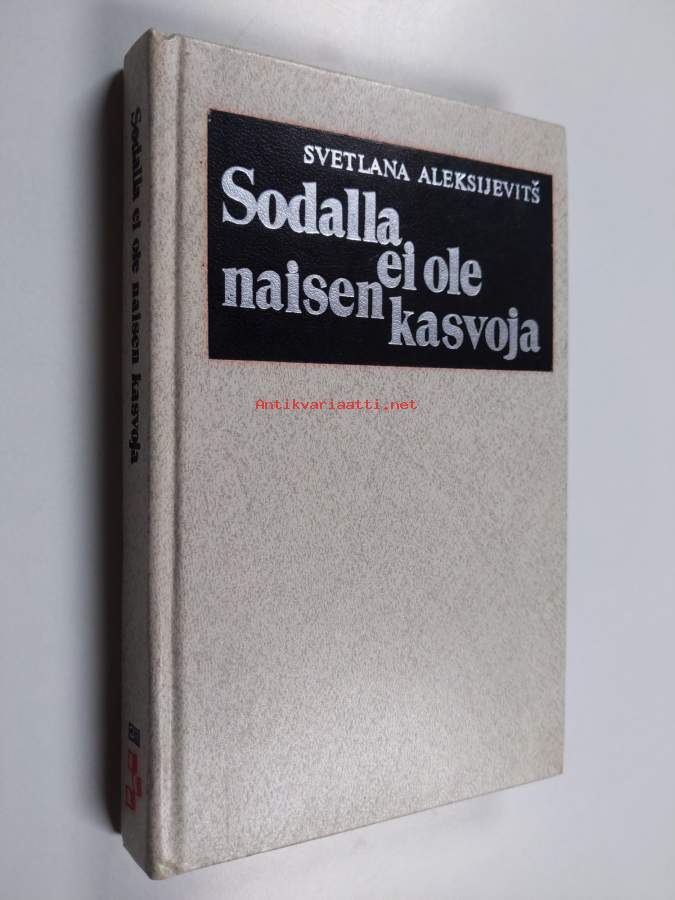 SVETLANA ALEKSIJEVITŠ
Sodalla
ei ole
naisen
kasvoja
Antikvariaatti.net
Sodalla ei ole naisen kasvoja